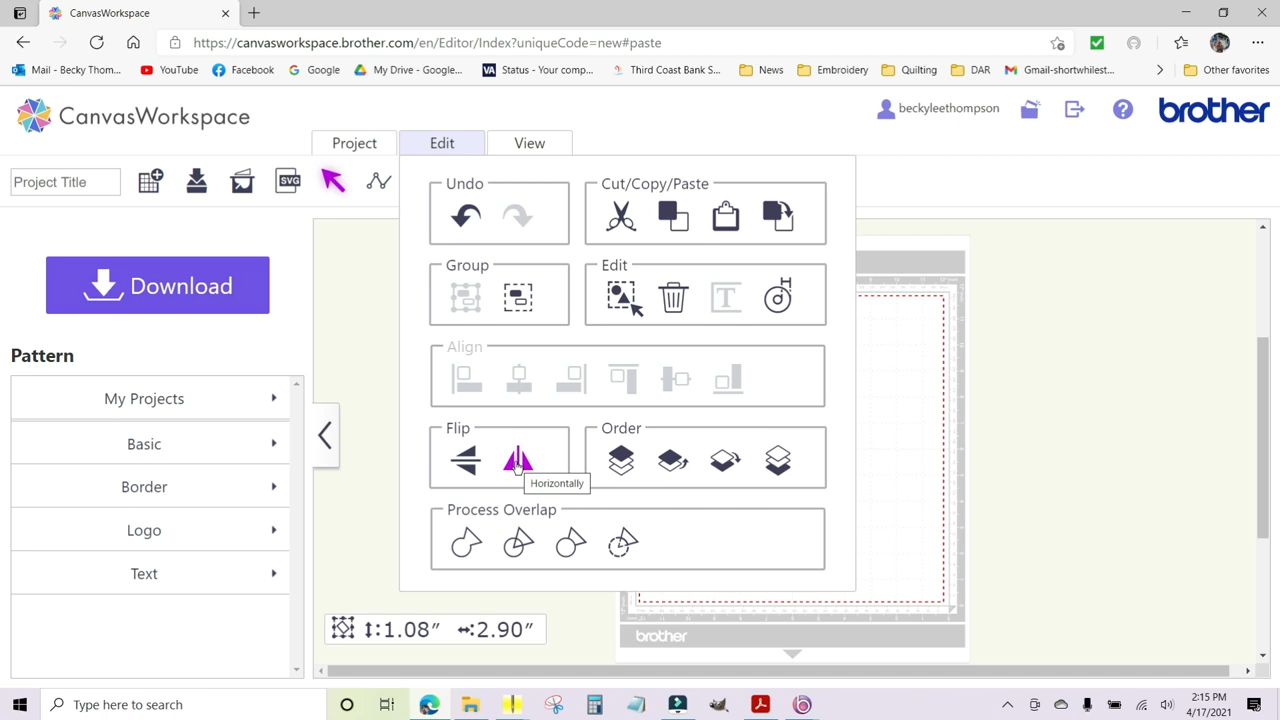 CanvasWorkspace
https://canvasworkspace.brother.com/en/Editor/Index?uniqueCode=new#paste
Mail - Becky Thom...
YouTube
Facebook
Google
My Drive - Google...
VA
Status - Your comp...
Third Coast Bank S...
News
Embroidery
Quilting
DAR
Gmail-shortwhilest...
Other favorites
CanvasWorkspace
beckyleethompson
?
brother
Project
Edit
View
Project Title
SVG
Undo
Cut/Copy/Paste
Download
Group
Edit
T
H
Pattern
Align
My Projects
Basic
Flip
Order
Border
Horizontally
Logo
Process Overlap
Text
1.08"
2.90"
brother
Type here to search
2:15 PM
4/17/2021